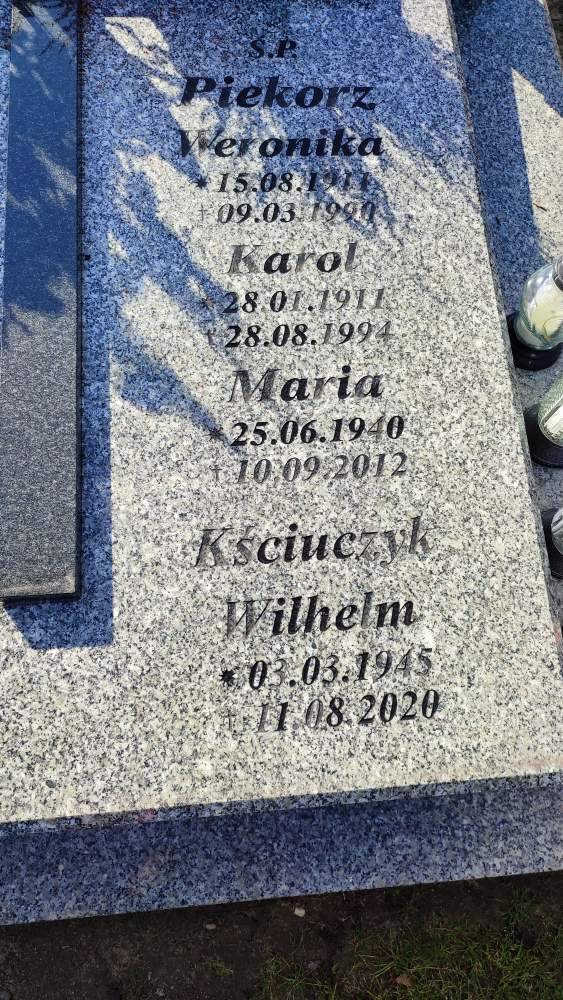 Ś.P.
Piekorz
Weronika
* 15.08.1911
† 09.03.1990
Karol
* 28.01.1911
† 28.08.1994
Maria
* 25.06.1940
† 10.09.2012
Kściuczyk
Wilhelm
* 03.03.1945
† 11.08.2020